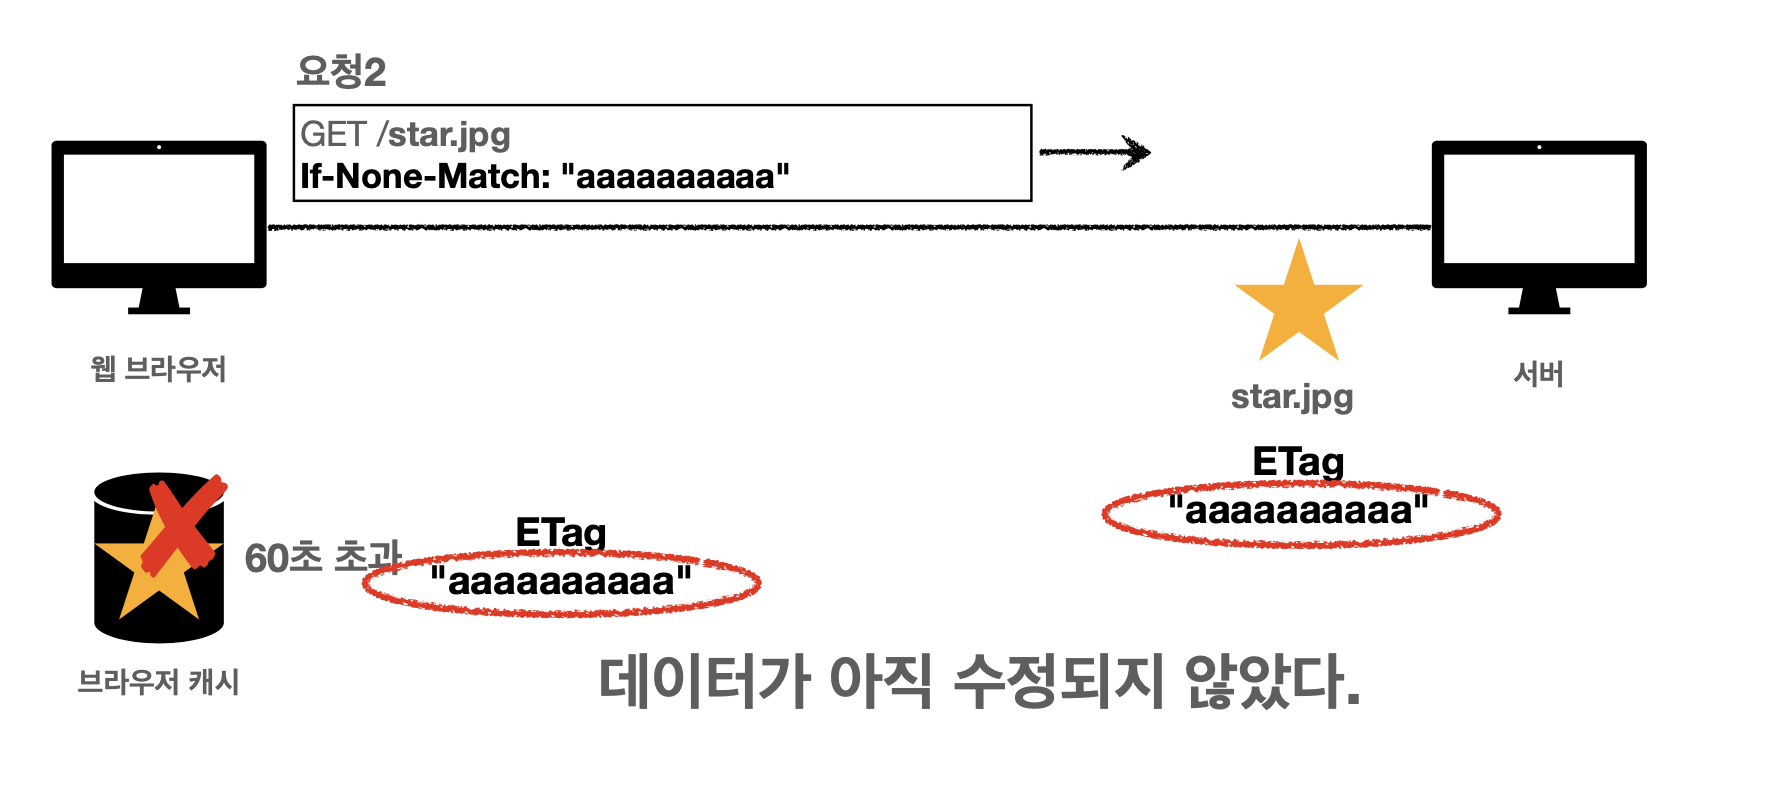 요청2
GET /star.jpg
If-None-Match: "aaaaaaaaaa"
웹 브라우저
서버
star.jpg
ETag
"aaaaaaaaaa"
60초 초과
ETag
"aaaaaaaaaa"
브라우저 캐시
데이터가 아직 수정되지 않았다.